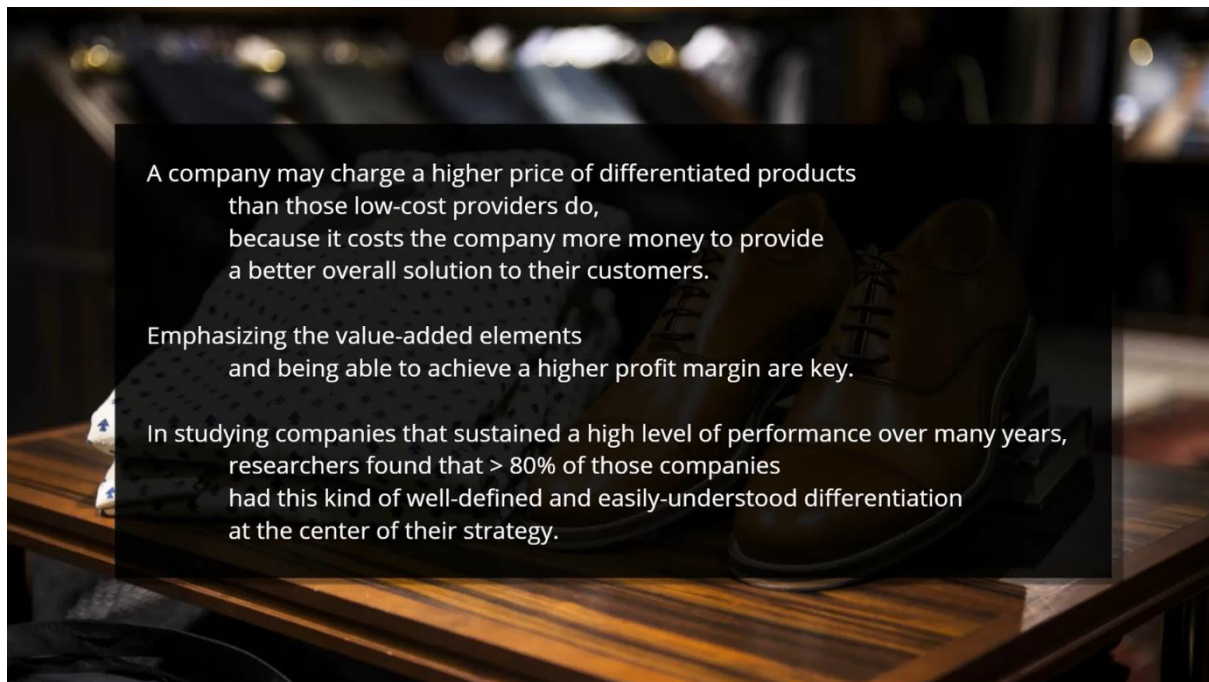 A company may charge a higher price of differentiated products
than those low-cost providers do,
because it costs the company more money to provide
a better overall solution to their customers.
Emphasizing the value-added elements
and being able to achieve a higher profit margin are key.
In studying companies that sustained a high level of performance over many years,
researchers found that > 80% of those companies
had this kind of well-defined and easily-understood differentiation
at the center of their strategy.